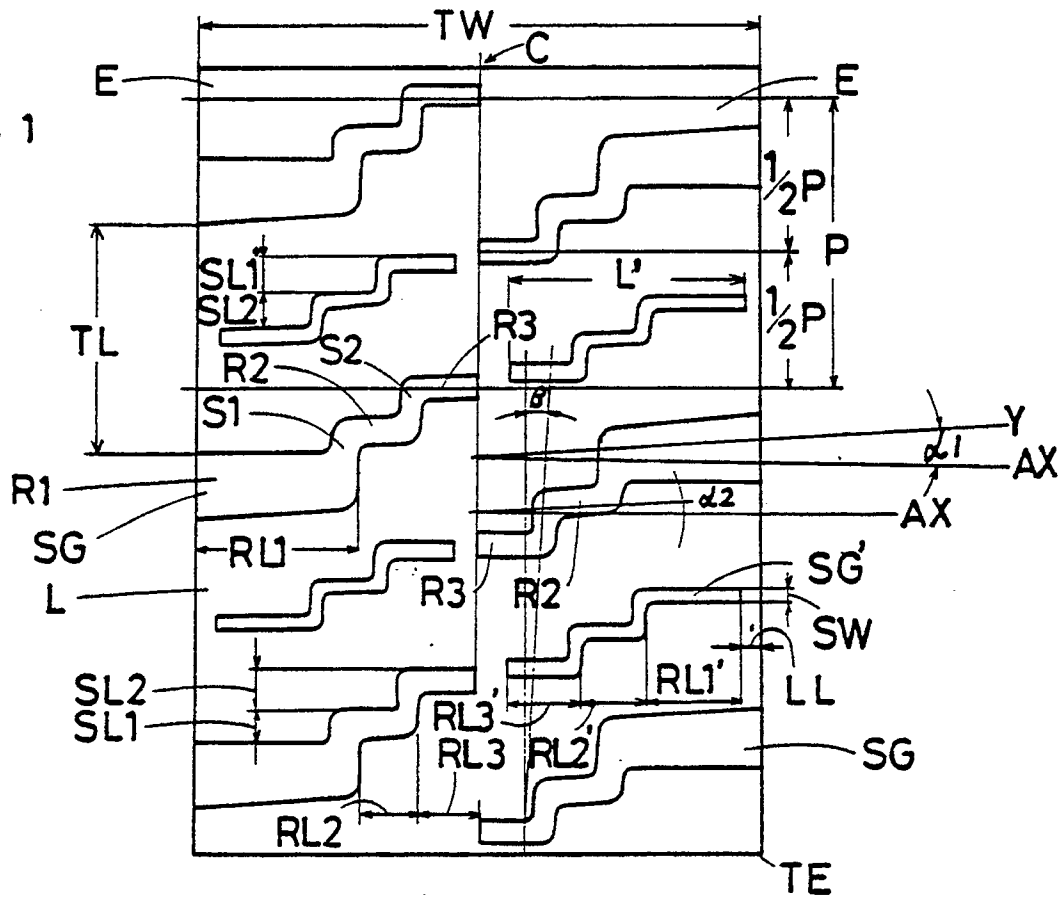 TW
C
E
E
1
1/2P
P
SL1
SL2
L'
1/2P
TL
R3
S2
R2
S1
Y
α1
AX
R1
θ
α2
AX
SG
RL1
L
R3
R2
SG'
SW
SL2
SL1
RL3'
RL1'
LL
RL2'
RL3
SG
RL2
TE